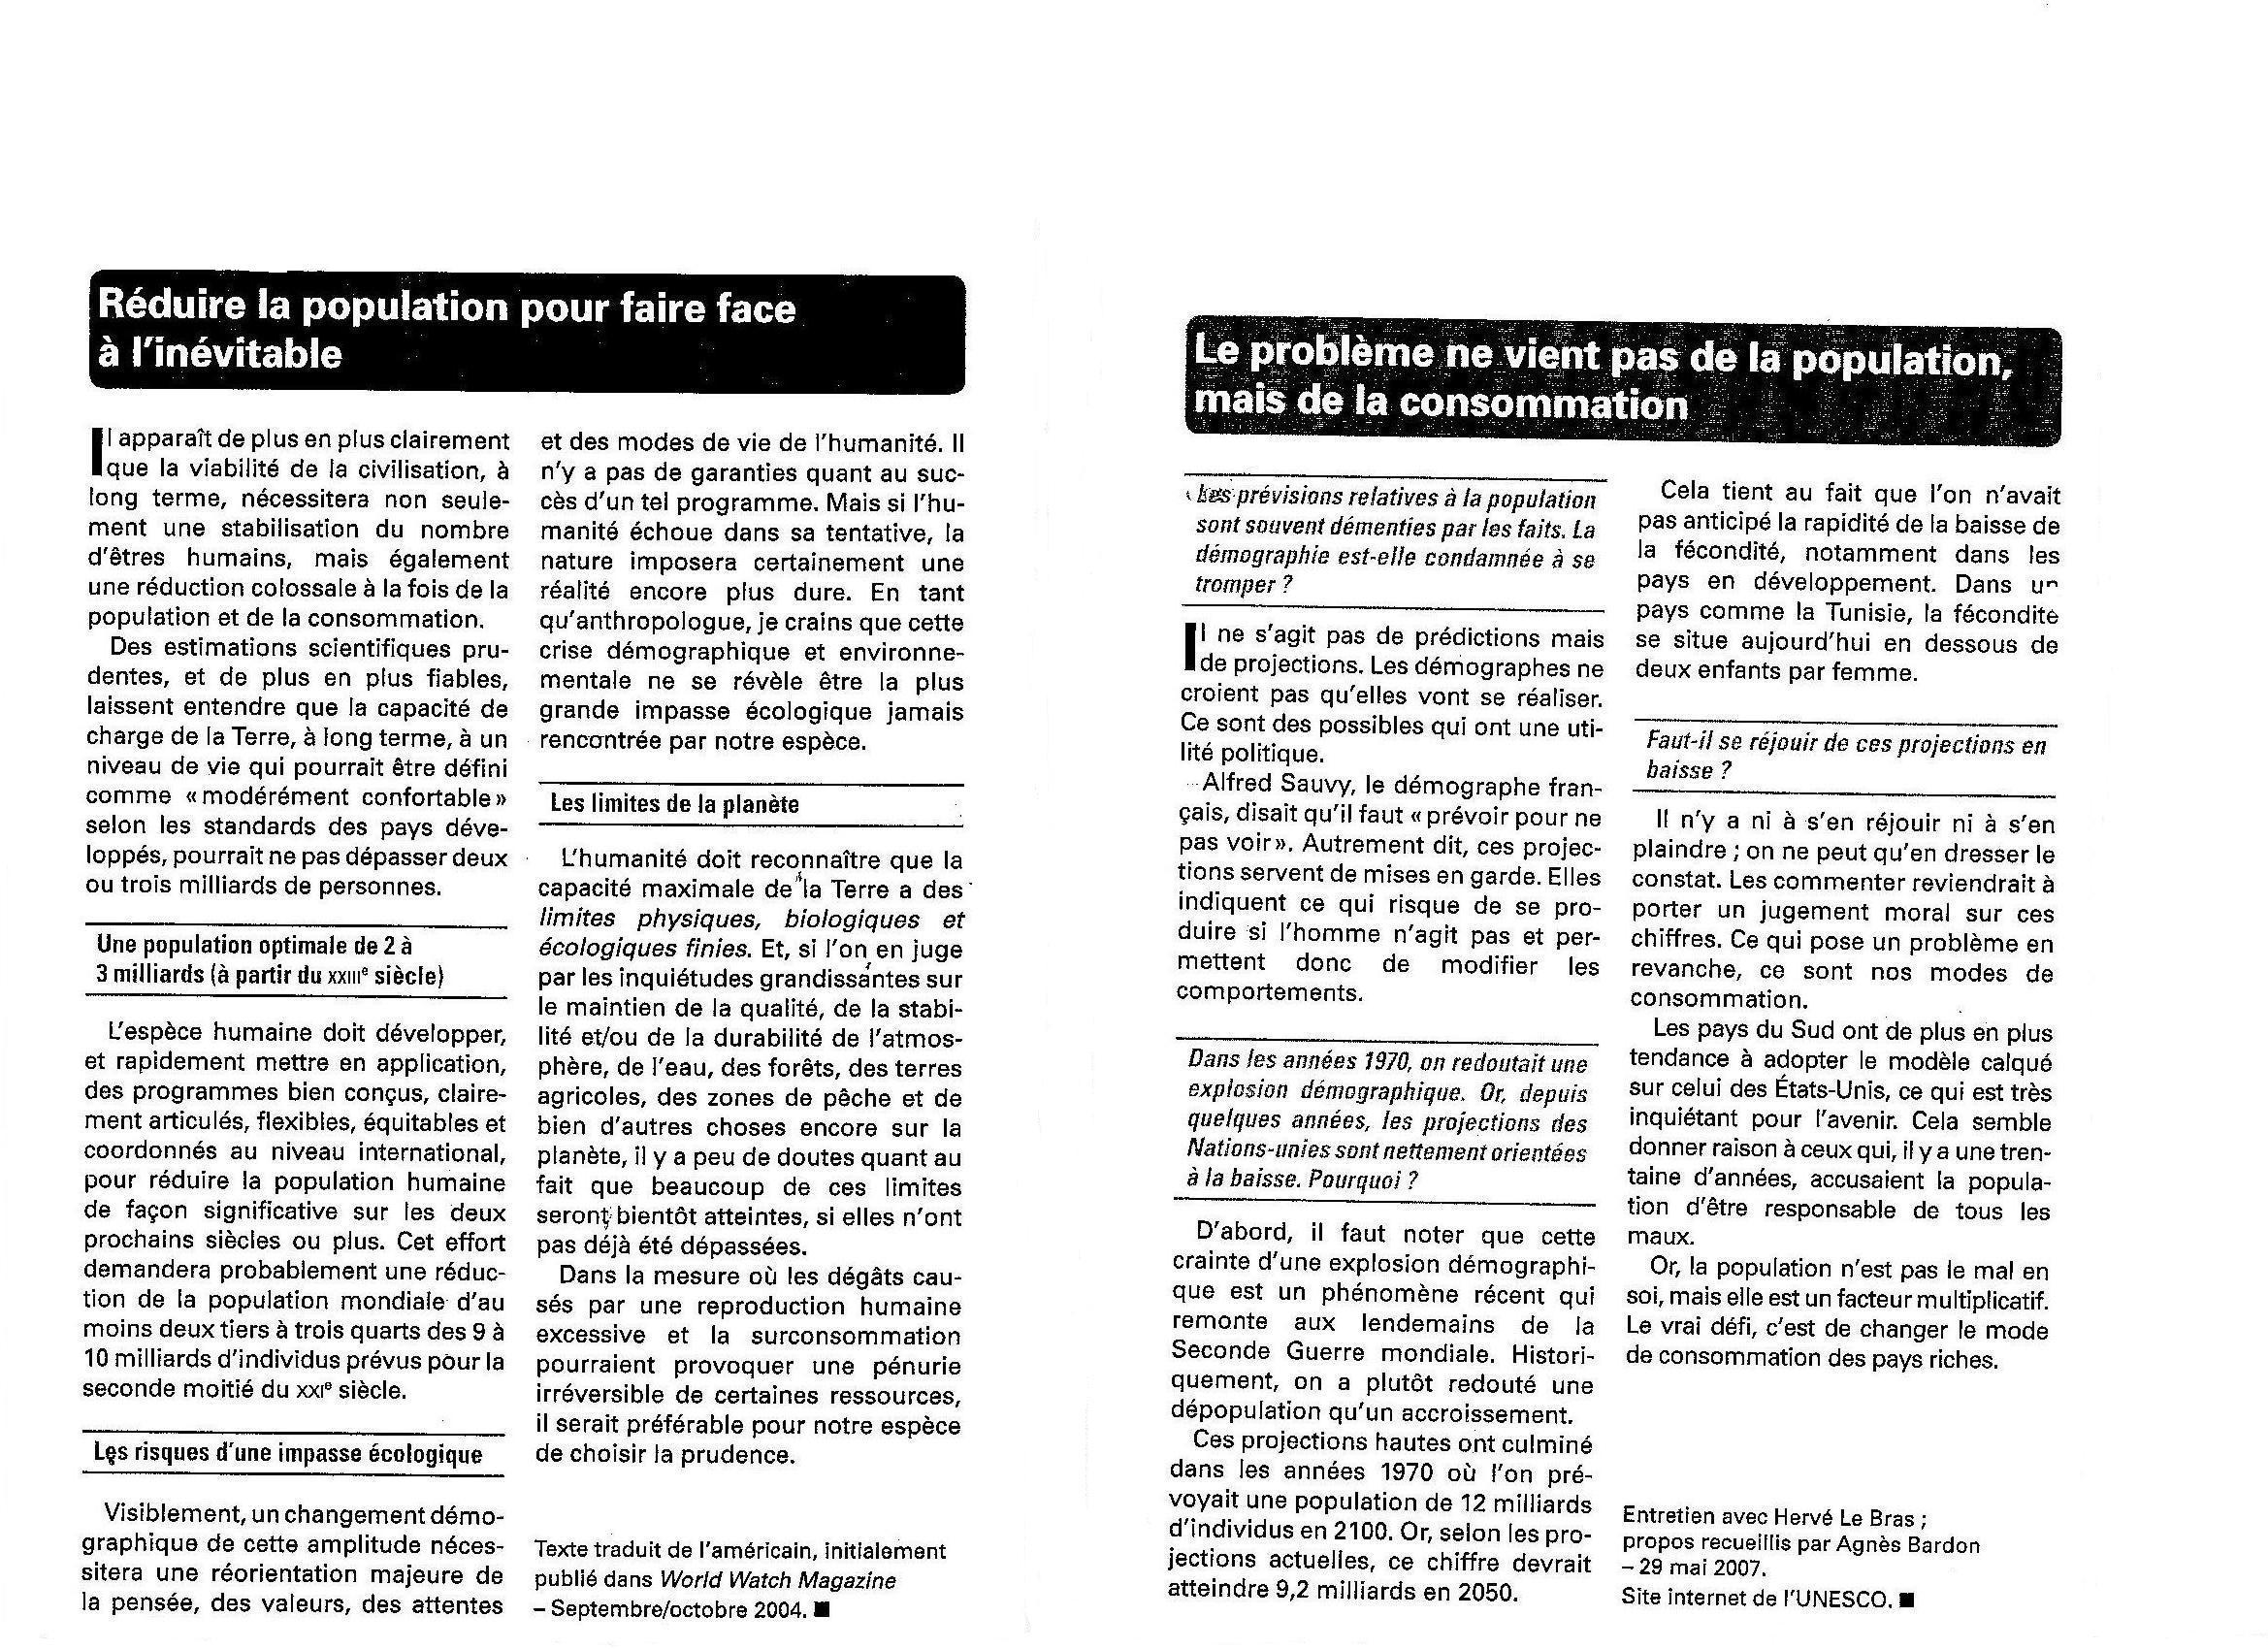 Réduire la population pour faire face
à l'inévitable
Il apparaît de plus en plus clairement
que la viabilité de la civilisation, à
long terme, nécessitera non seule-
ment une stabilisation du nombre
d'êtres humains, mais également
une réduction colossale à la fois de la
population et de la consommation.
Des estimations scientifiques pru-
dentes, et de plus en plus fiables,
laissent entendre que la capacité de
charge de la Terre, à long terme, à un
niveau de vie qui pourrait être défini
comme «modérément confortable»
selon les standards des pays déve-
loppés, pourrait ne pas dépasser deux
ou trois milliards de personnes.
Une population optimale de 2 à
3 milliards (à partir du XXIIIe siècle)
L'espèce humaine doit développer,
et rapidement mettre en application,
des programmes bien conçus, claire-
ment articulés, flexibles, équitables et
coordonnés au niveau international,
pour réduire la population humaine
de façon significative sur les deux
prochains siècles ou plus. Cet effort
demandera probablement une réduc-
tion de la population mondiale d'au
moins deux tiers à trois quarts des 9 à
10 milliards d'individus prévus pour la
seconde moitié du XXIe siècle.
Les risques d'une impasse écologique
Visiblement, un changement démo-
graphique de cette amplitude néces-
sitera une réorientation majeure de
la pensée, des valeurs, des attentes
et des modes de vie de l'humanité. Il
n'y a pas de garanties quant au suc-
cès d'un tel programme. Mais si l'hu-
manité échoue dans sa tentative, la
nature imposera certainement une
réalité encore plus dure. En tant
qu'anthropologue, je crains que cette
crise démographique et environne-
mentale ne se révèle être la plus
grande impasse écologique jamais
rencontrée par notre espèce.
Les limites de la planète
L'humanité doit reconnaître que la
capacité maximale de la Terre a des
limites physiques, biologiques et
écologiques finies. Et, si l'on en juge
par les inquiétudes grandissantes sur
le maintien de la qualité, de la stabi-
lité et/ou de la durabilité de l'atmos-
phère, de l'eau, des forêts, des terres
agricoles, des zones de pêche et de
bien d'autres choses encore sur la
planète, il y a peu de doutes quant au
fait que beaucoup de ces limites
seront bientôt atteintes, si elles n'ont
pas déjà été dépassées.
Dans la mesure où les dégâts cau-
sés par une reproduction humaine
excessive et la surconsommation
pourraient provoquer une pénurie
irréversible de certaines ressources,
il serait préférable pour notre espèce
de choisir la prudence.
Texte traduit de l'américain, initialement
publié dans World Watch Magazine
– Septembre/octobre 2004. ■
Le problème ne vient pas de la population,
mais de la consommation
Les prévisions relatives à la population
sont souvent démenties par les faits. La
démographie est-elle condamnée à se
tromper ?
Il ne s'agit pas de prédictions mais
de projections. Les démographes ne
croient pas qu'elles vont se réaliser.
Ce sont des possibles qui ont une uti-
lité politique.
Alfred Sauvy, le démographe fran-
çais, disait qu'il faut « prévoir pour ne
pas voir». Autrement dit, ces projec-
tions servent de mises en garde. Elles
indiquent ce qui risque de se pro-
duire si l'homme n'agit pas et per-
mettent donc de modifier les
comportements.
Dans les années 1970, on redoutait une
explosion démographique. Or, depuis
quelques années, les projections des
Nations-unies sont nettement orientées
à la baisse. Pourquoi ?
D'abord, il faut noter que cette
crainte d'une explosion démographi-
que est un phénomène récent qui
remonte aux lendemains de la
Seconde Guerre mondiale. Histori-
quement, on a plutôt redouté une
dépopulation qu'un accroissement.
Ces projections hautes ont culminé
dans les années 1970 où l'on pré-
voyait une population de 12 milliards
d'individus en 2100. Or, selon les pro-
jections actuelles, ce chiffre devrait
atteindre 9,2 milliards en 2050.
Cela tient au fait que l'on n'avait
pas anticipé la rapidité de la baisse de
la fécondité, notamment dans les
pays en développement. Dans un
pays comme la Tunisie, la fécondité
se situe aujourd'hui en dessous de
deux enfants par femme.
Faut-il se réjouir de ces projections en
baisse ?
Il n'y a ni à s'en réjouir ni à s'en
plaindre ; on ne peut qu'en dresser le
constat. Les commenter reviendrait à
porter un jugement moral sur ces
chiffres. Ce qui pose un problème en
revanche, ce sont nos modes de
consommation.
Les pays du Sud ont de plus en plus
tendance à adopter le modèle calqué
sur celui des États-Unis, ce qui est très
inquiétant pour l'avenir. Cela semble
donner raison à ceux qui, il y a une tren-
taine d'années, accusaient la popula-
tion d'être responsable de tous les
maux.
Or, la population n'est pas le mal en
soi, mais elle est un facteur multiplicatif.
Le vrai défi, c'est de changer le mode
de consommation des pays riches.
Entretien avec Hervé Le Bras ;
propos recueillis par Agnès Bardon
– 29 mai 2007.
Site internet de l'UNESCO. ■